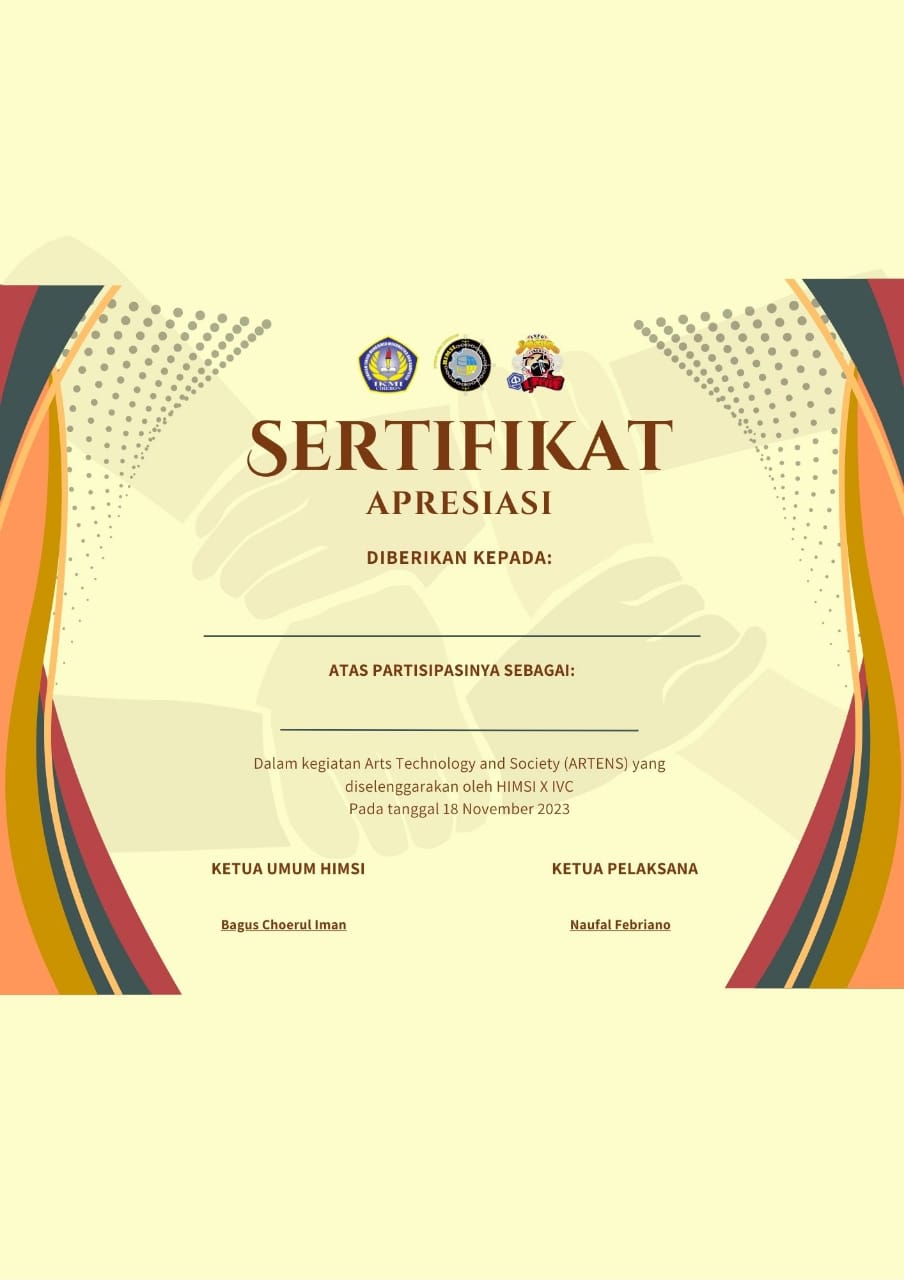 IKMI
CIREBON
HIMSI
SERTIFIKAT
APRESIASI
DIBERIKAN KEPADA:
ATAS PARTISIPASINYA SEBAGAI:
Dalam kegiatan Arts Technology and Society (ARTENS) yang
diselenggarakan oleh HIMSI X IVC
Pada tanggal 18 November 2023
KETUA UMUM HIMSI
KETUA PELAKSANA
Bagus Choerul Iman
Naufal Febriano